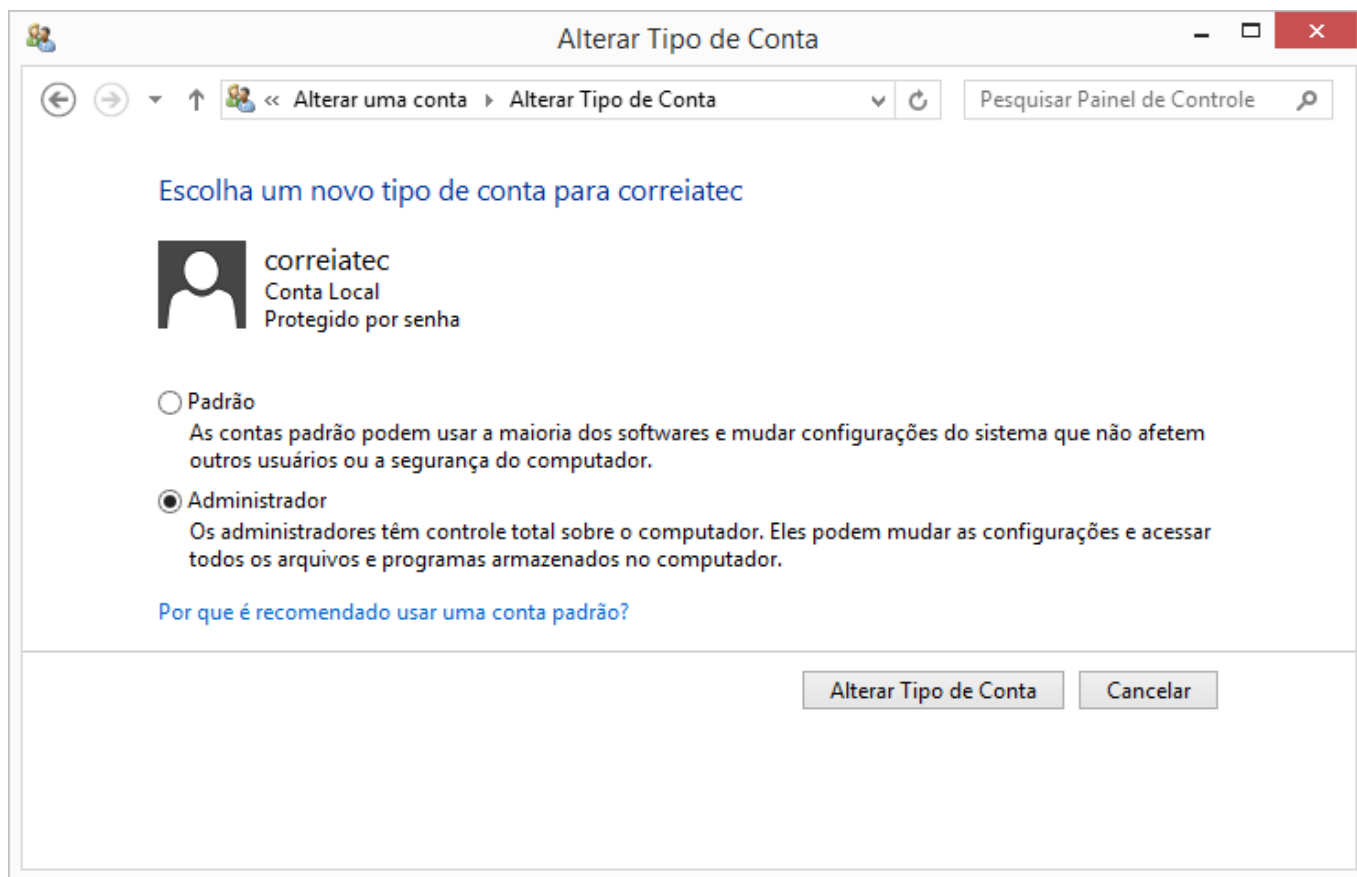 Alterar Tipo de Conta
« Alterar uma conta ▸ Alterar Tipo de Conta
Pesquisar Painel de Controle
Escolha um novo tipo de conta para correiatec
correiatec
Conta Local
Protegido por senha
Padrão
As contas padrão podem usar a maioria dos softwares e mudar configurações do sistema que não afetem
outros usuários ou a segurança do computador.
Administrador
Os administradores têm controle total sobre o computador. Eles podem mudar as configurações e acessar
todos os arquivos e programas armazenados no computador.
Por que é recomendado usar uma conta padrão?
Alterar Tipo de Conta
Cancelar